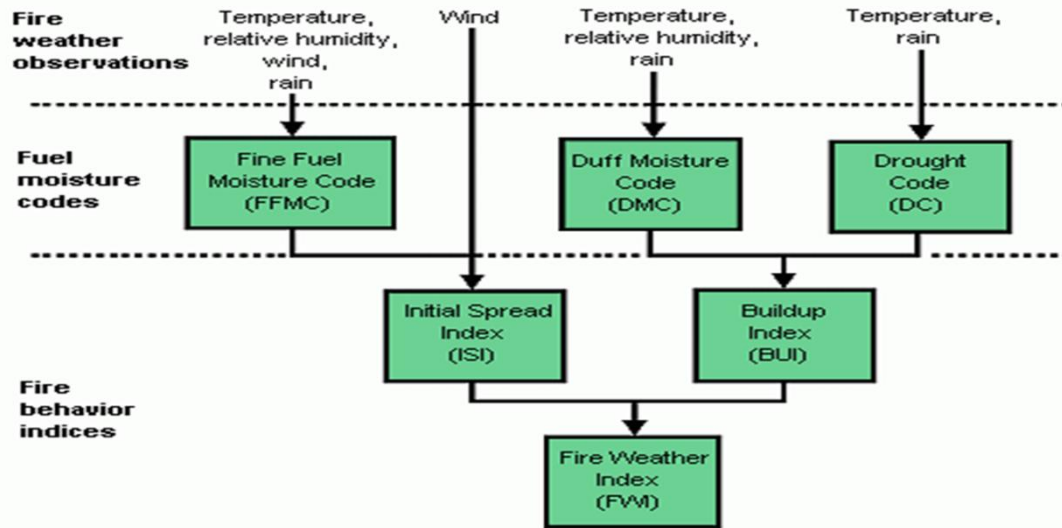 Fire
weather
observations
Temperature,
relative humidity,
wind,
rain
Wind
Temperature,
relative humidity,
rain
Temperature,
rain
Fuel
moisture
codes
Fine Fuel
Moisture Code
(FFMC)
Duff Moisture
Code
(DMC)
Drought
Code
(DC)
Fire
behavior
indices
Initial Spread
Index
(ISI)
Buildup
Index
(BUI)
Fire Weather
Index
(FWI)